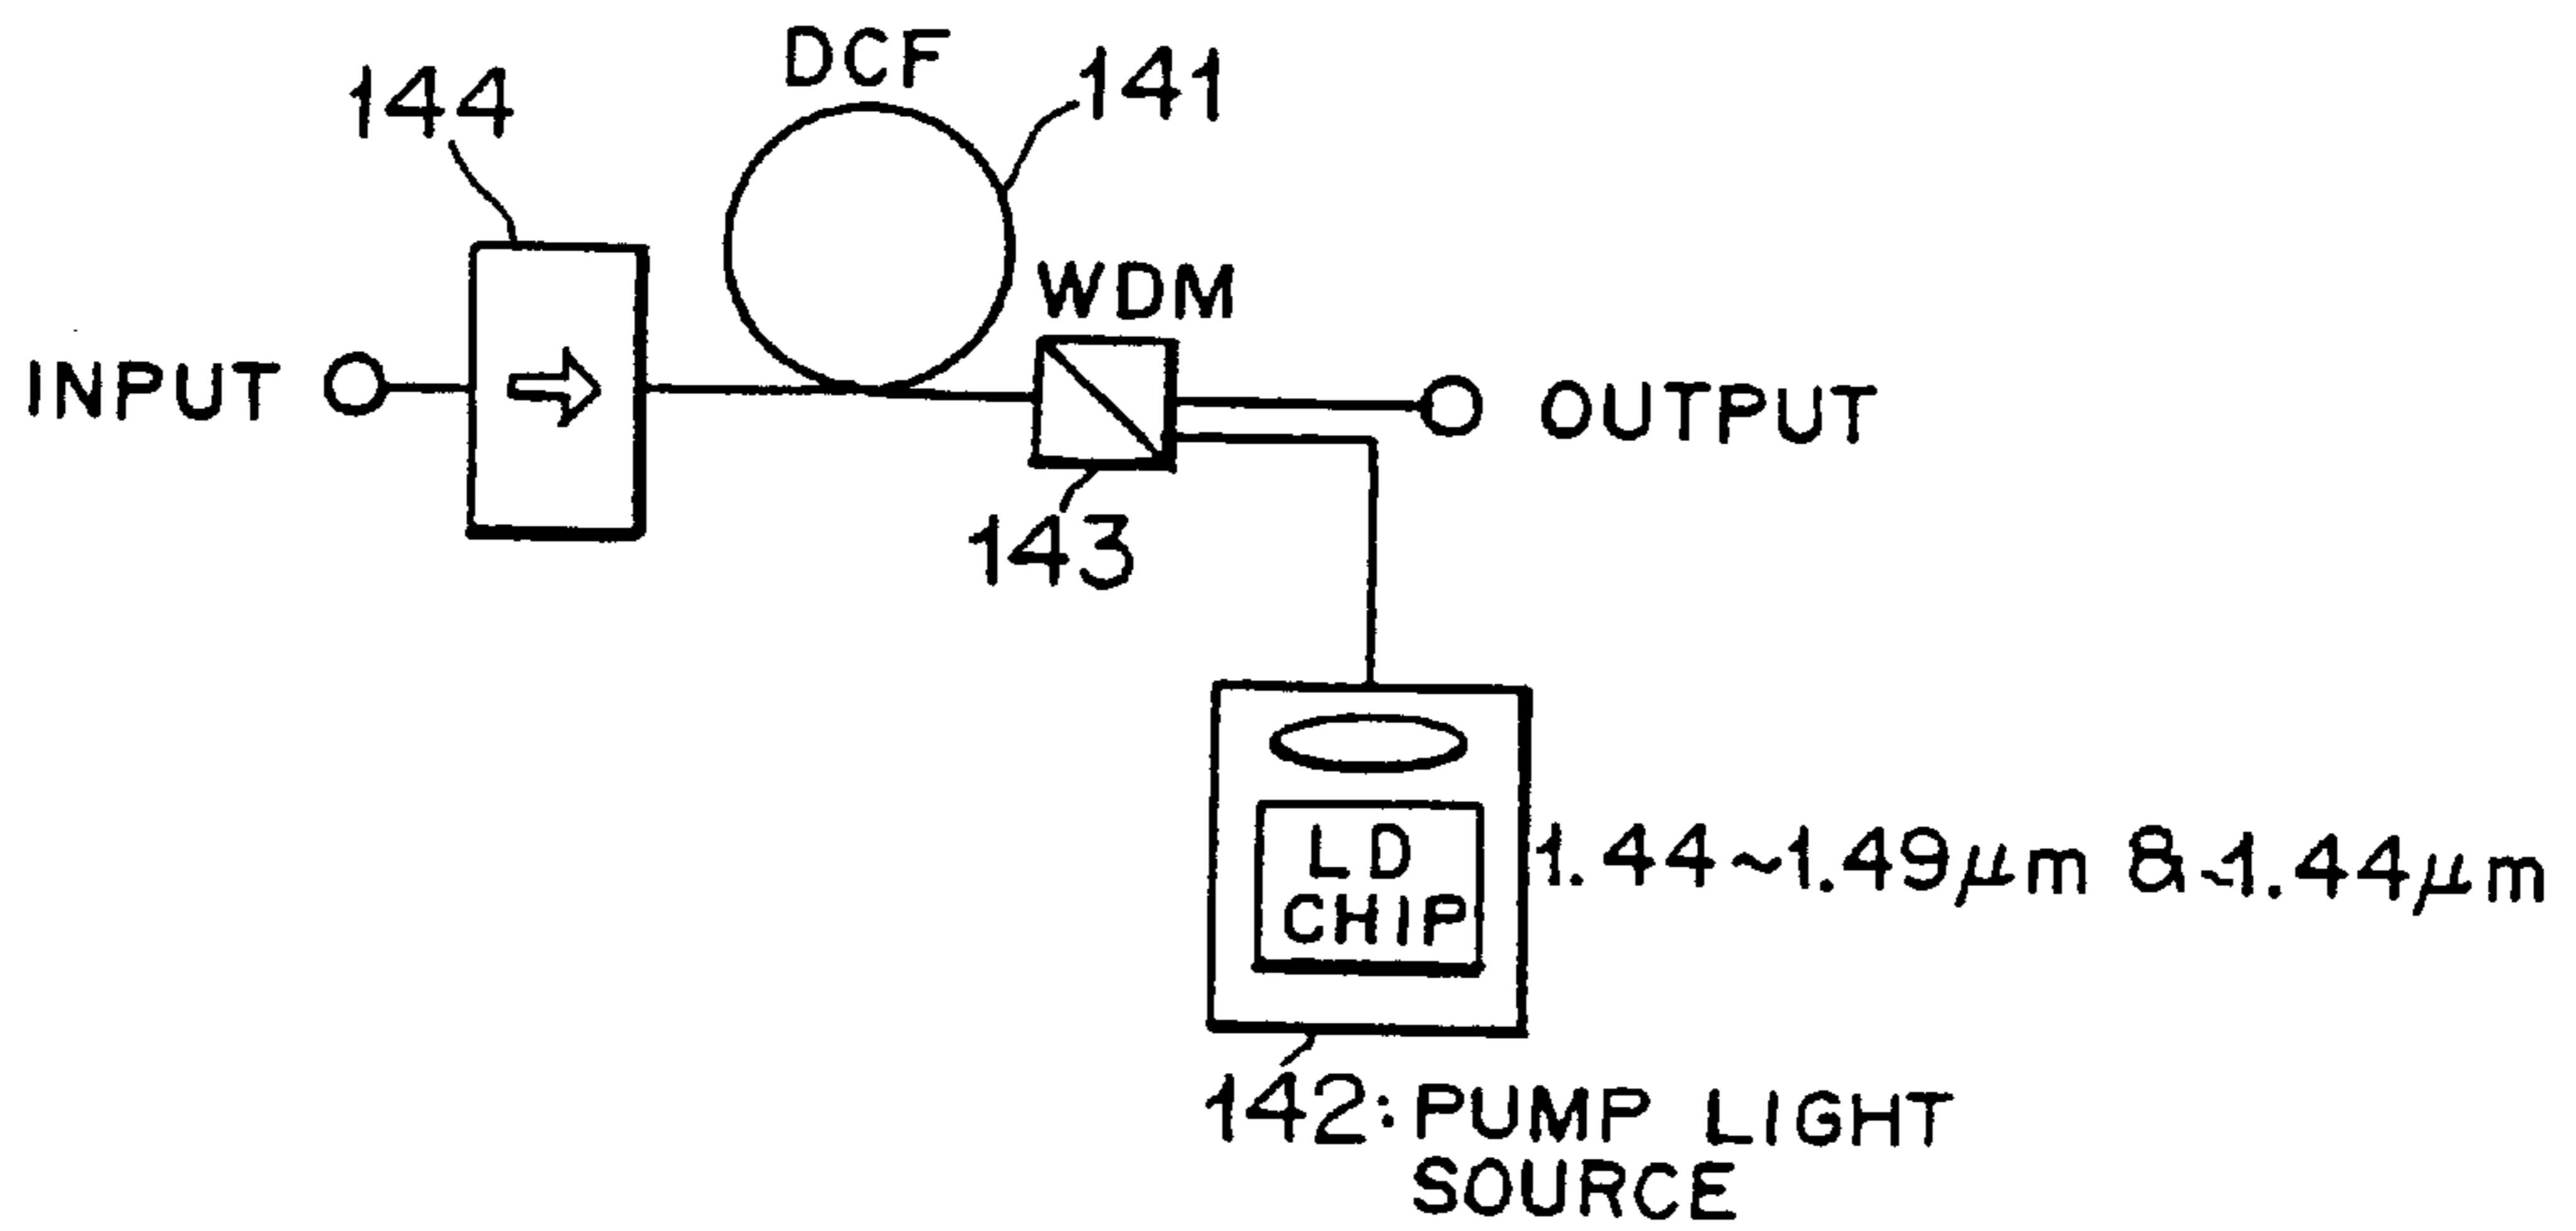 DCF
141
144
WDM
INPUT
OUTPUT
143
LD
CHIP
1.44~1.49μm & ~1.44μm
142: PUMP LIGHT
SOURCE